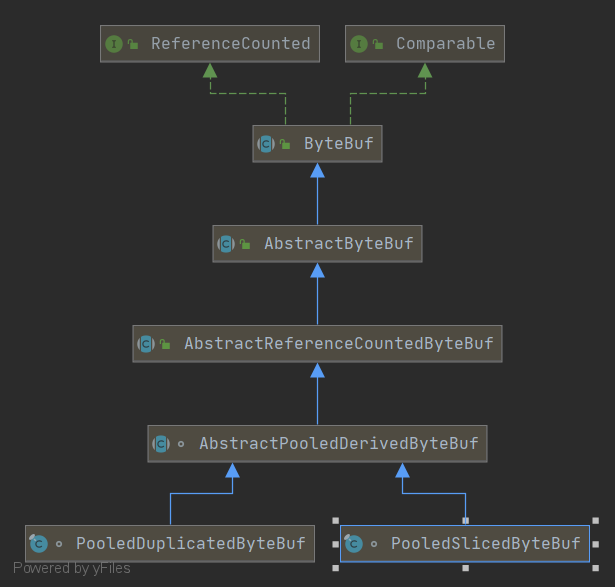 ReferenceCounted
Comparable
ByteBuf
AbstractByteBuf
AbstractReferenceCountedByteBuf
AbstractPooledDerivedByteBuf
PooledDuplicatedByteBuf
PooledSlicedByteBuf
Powered by yFiles